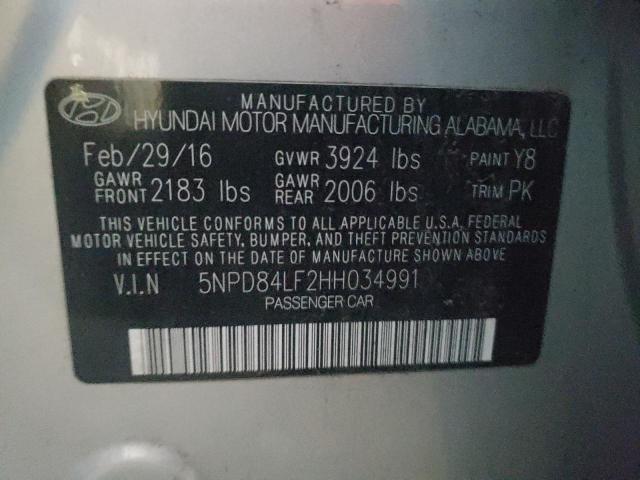 MANUFACTURED BY
HYUNDAI MOTOR MANUFACTURING ALABAMA, LLC
Feb/29/16 GVWR 3924 lbs PAINT Y8
GAWR FRONT 2183 lbs GAWR REAR 2006 lbs TRIM PK
THIS VEHICLE CONFORMS TO ALL APPLICABLE U.S.A. FEDERAL
MOTOR VEHICLE SAFETY, BUMPER, AND THEFT PREVENTION STANDARDS
IN EFFECT ON THE DATE OF MANUFACTURE SHOWN ABOVE
V.I.N 5NPD84LF2HH034991
PASSENGER CAR